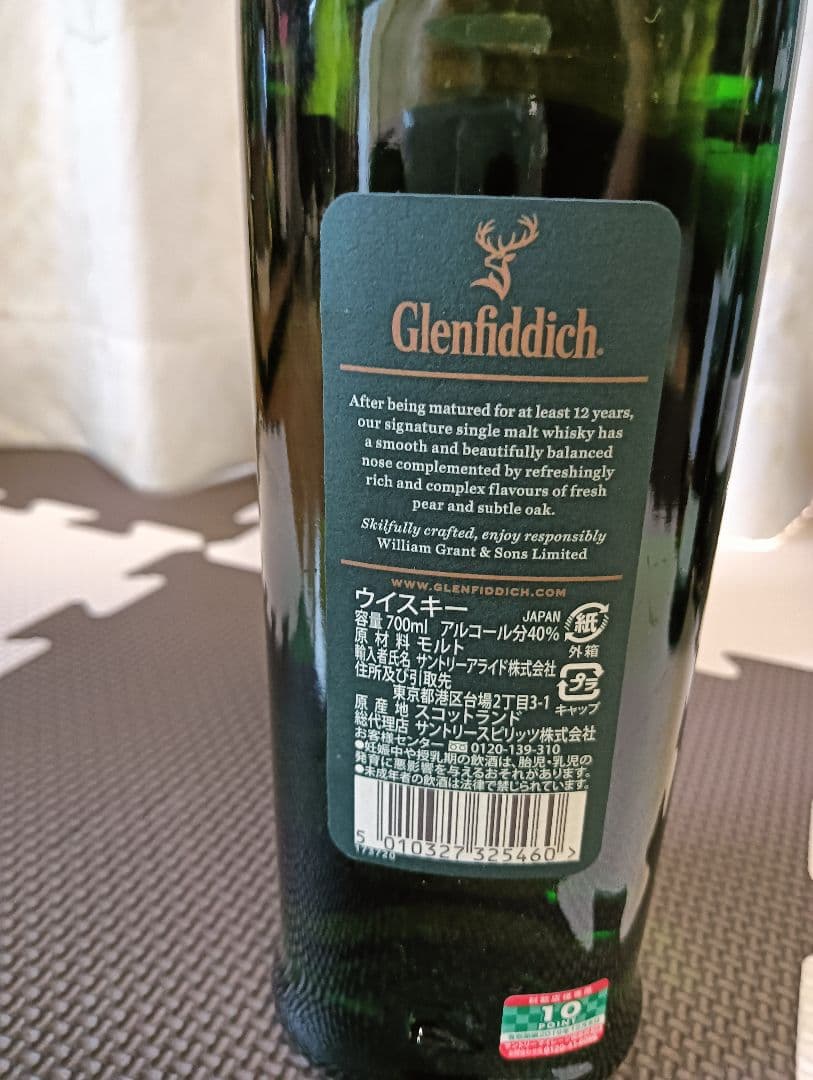 Glenfiddich.
After being matured for at least 12 years,
our signature single malt whisky has
a smooth and beautifully balanced
nose complemented by refreshingly
rich and complex flavours of fresh
pear and subtle oak.
Skilfully crafted, enjoy responsibly
William Grant & Sons Limited
WWW.GLENFIDDICH.COM
ウイスキー JAPAN
容量 700ml アルコール分40% 紙
原材料 モルト 外箱
輸入者氏名 サントリーアライド株式会社
住所及び引取先 プラ
東京都港区台場2丁目3-1 キャップ
原産地 スコットランド
総代理店 サントリースピリッツ株式会社
お客様センター 0120-139-310
●妊娠中や授乳期の飲酒は、胎児・乳児の
発育に悪影響を与えるおそれがあります。
●未成年者の飲酒は法律で禁じられています。
5 010327 325460 >
10
POINT